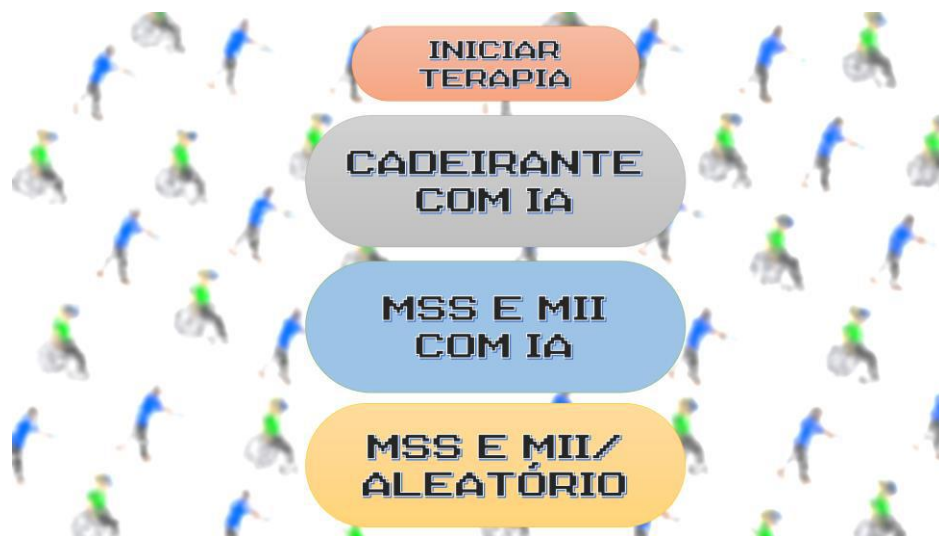 INICIAR
TERAPIA
CADEIRANTE
COM IA
MSS E MII
COM IA
MSS E MII/
ALEATÓRIO